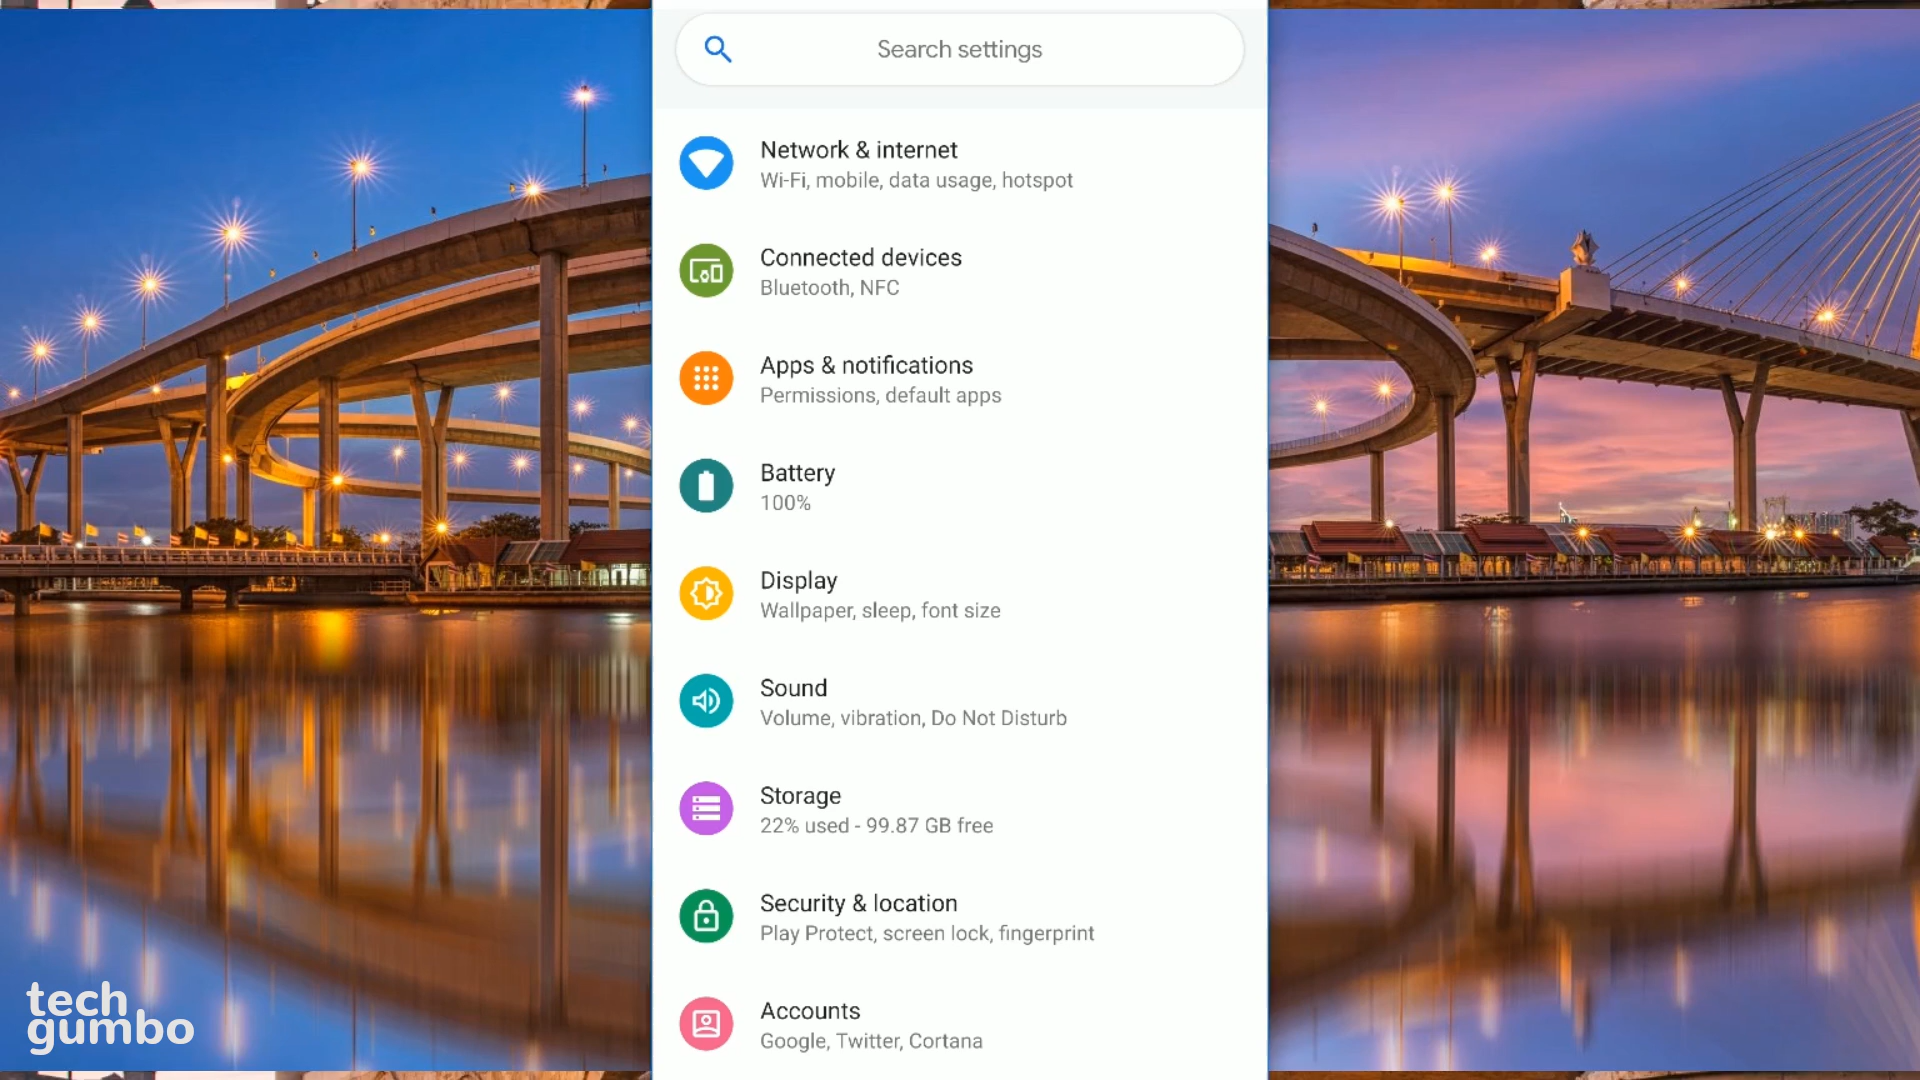 Search settings
Network & internet
Wi-Fi, mobile, data usage, hotspot
Connected devices
Bluetooth, NFC
Apps & notifications
Permissions, default apps
Battery
100%
Display
Wallpaper, sleep, font size
Sound
Volume, vibration, Do Not Disturb
Storage
22% used - 99.87 GB free
Security & location
Play Protect, screen lock, fingerprint
Accounts
Google, Twitter, Cortana
tech
gumbo